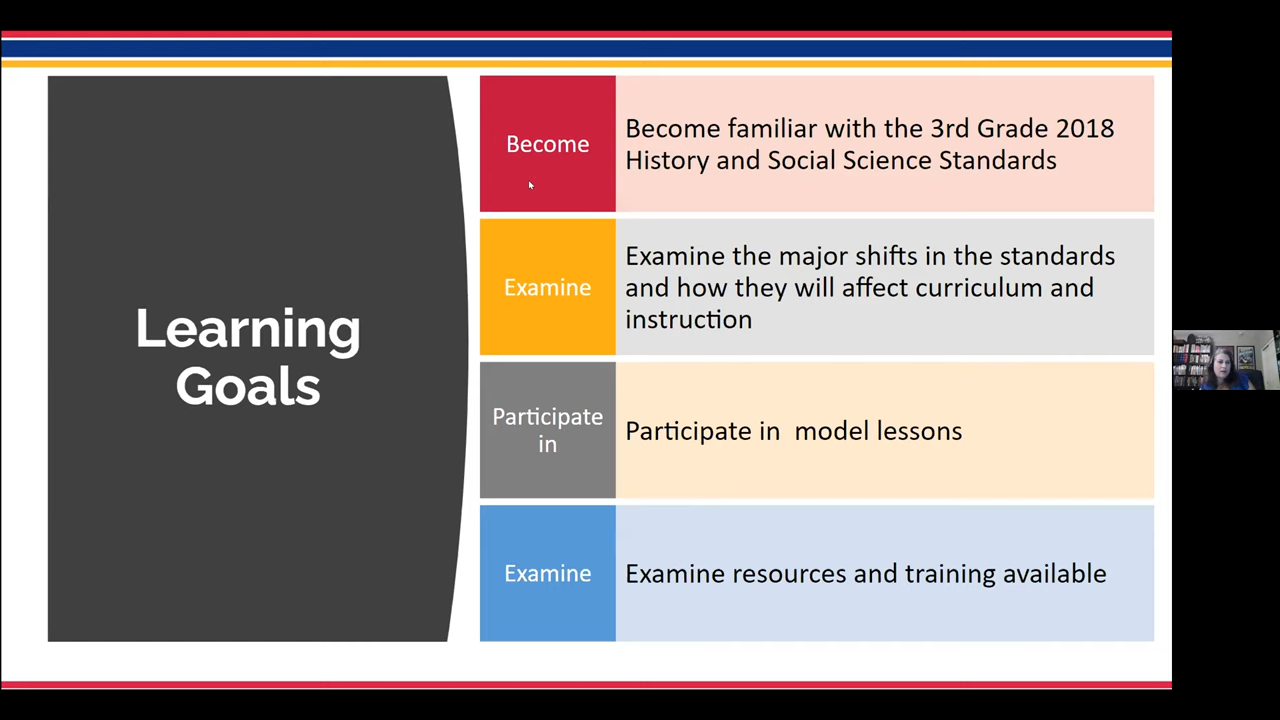 Learning
Goals
Become
Become familiar with the 3rd Grade 2018
History and Social Science Standards
Examine
Examine the major shifts in the standards
and how they will affect curriculum and
instruction
Participate
in
Participate in  model lessons
Examine
Examine resources and training available